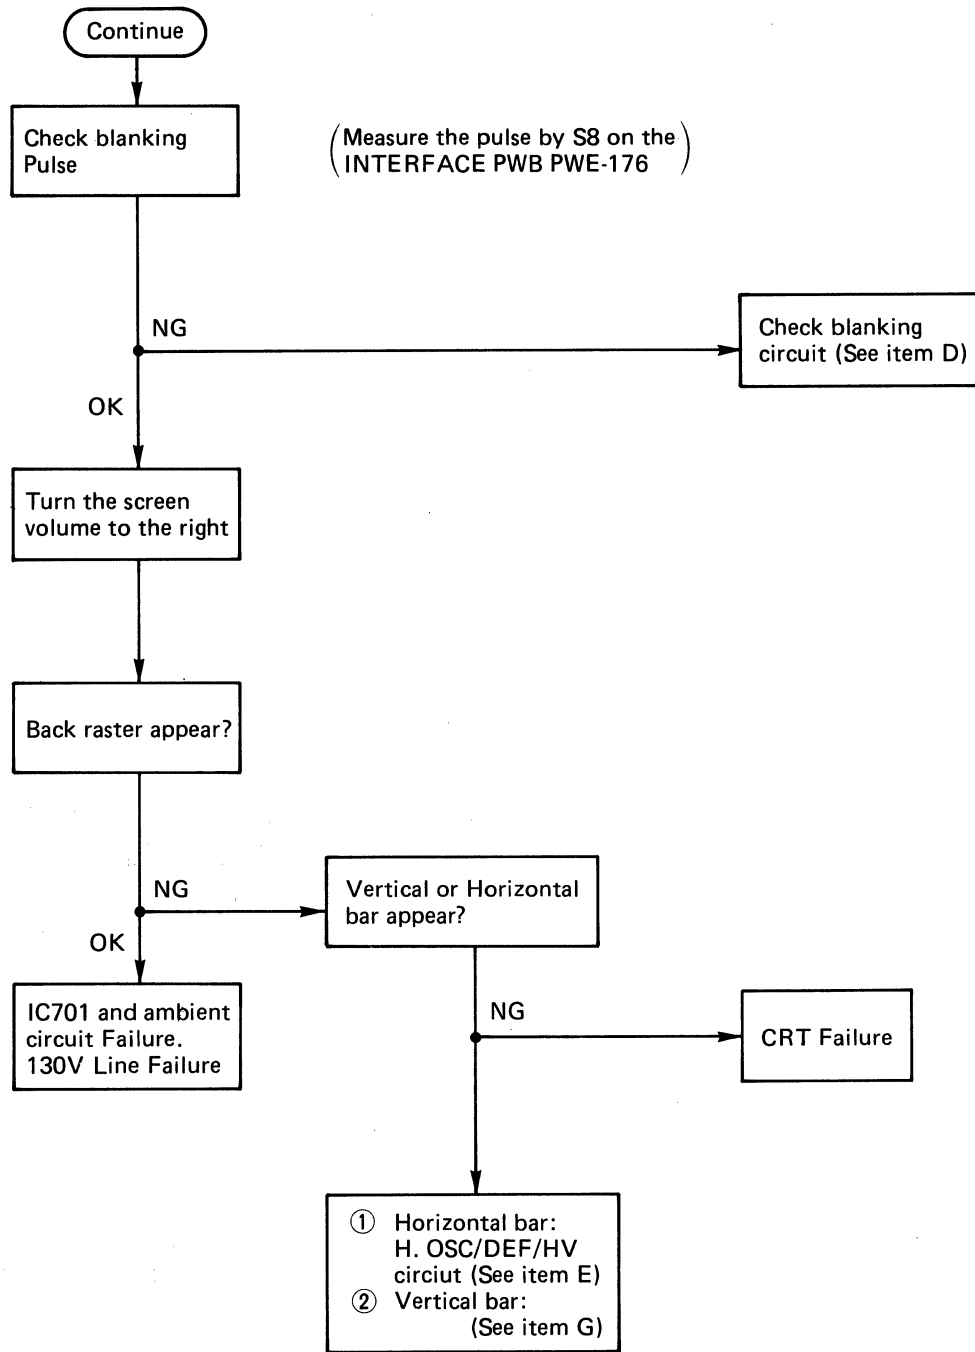 Continue
Check blanking
Pulse
(Measure the pulse by S8 on the
INTERFACE PWB PWE-176)
NG
Check blanking
circuit (See item D)
OK
Turn the screen
volume to the right
Back raster appear?
NG
Vertical or Horizontal
bar appear?
OK
IC701 and ambient
circuit Failure.
130V Line Failure
NG
CRT Failure
① Horizontal bar:
H. OSC/DEF/HV
circiut (See item E)
② Vertical bar:
(See item G)